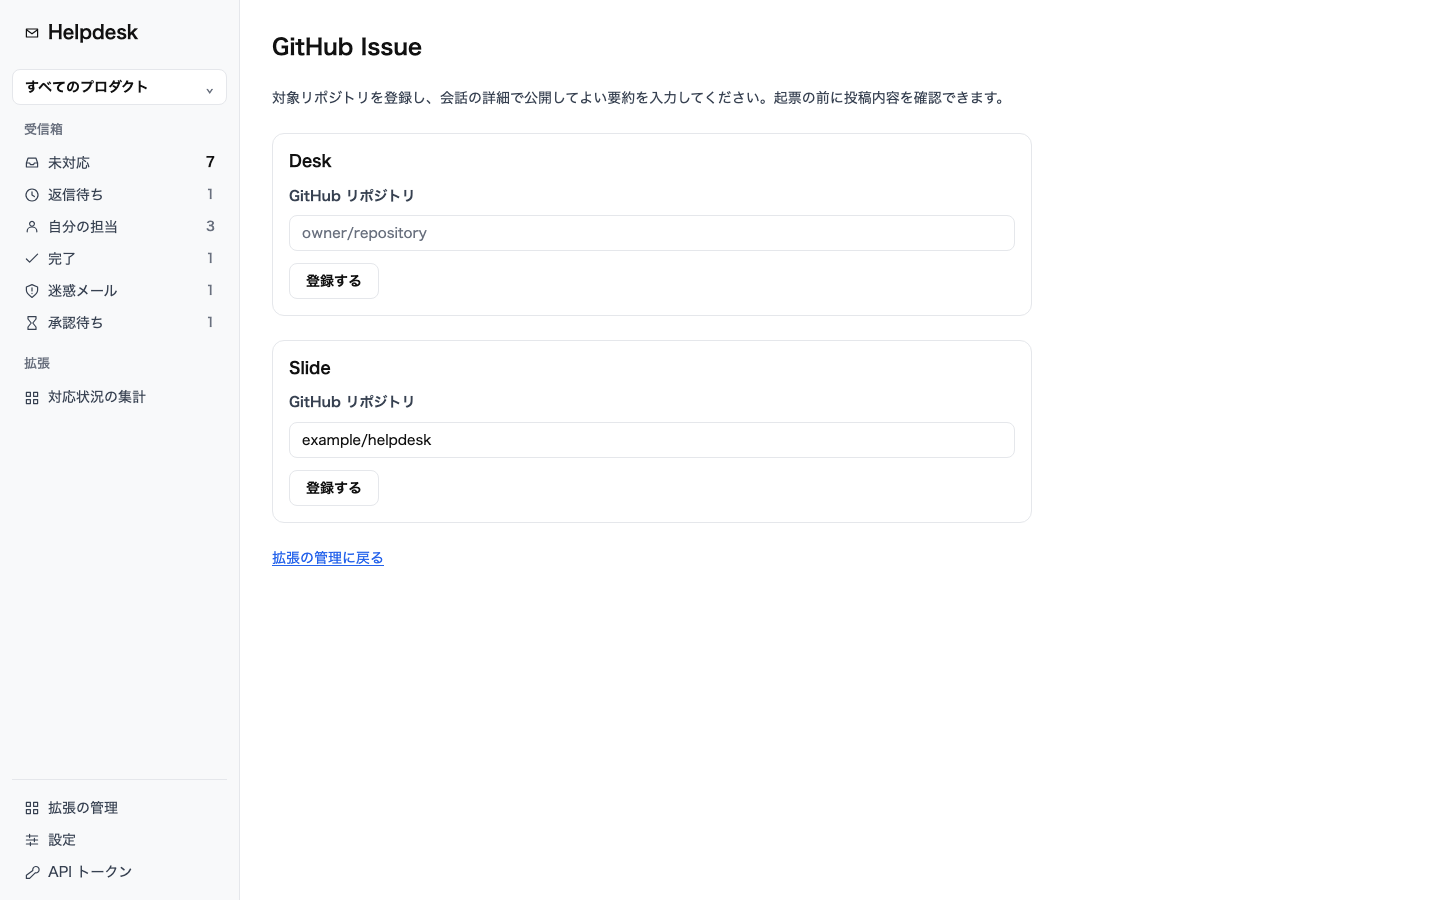 Helpdesk
すべてのプロダクト
受信箱
未対応 7
返信待ち 1
自分の担当 3
完了 1
迷惑メール 1
承認待ち 1
拡張
対応状況の集計
拡張の管理
設定
API トークン
GitHub Issue
対象リポジトリを登録し、会話の詳細で公開してよい要約を入力してください。起票の前に投稿内容を確認できます。
Desk
GitHub リポジトリ
owner/repository
登録する
Slide
GitHub リポジトリ
example/helpdesk
登録する
拡張の管理に戻る